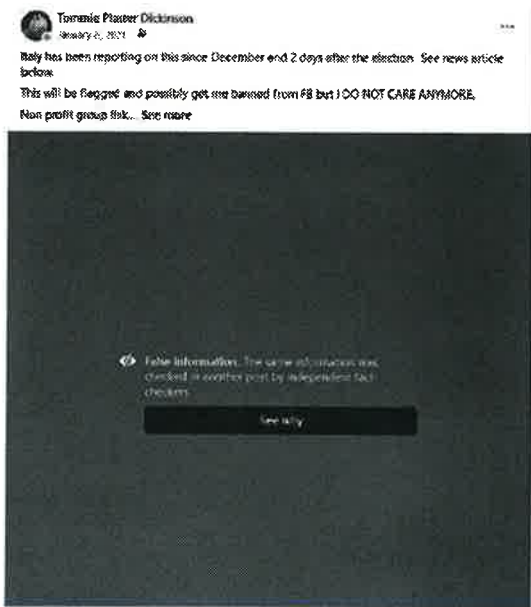 Tommie Plaster Dickinson
January 6, 2021
Italy has been reporting on this since December and 2 days after the election. See news article
below.
This will be flagged and possibly get me banned from FB but I DO NOT CARE ANYMORE.
Non profit group link... See more
False information. The same information was
checked in another post by independent fact-
checkers
See why